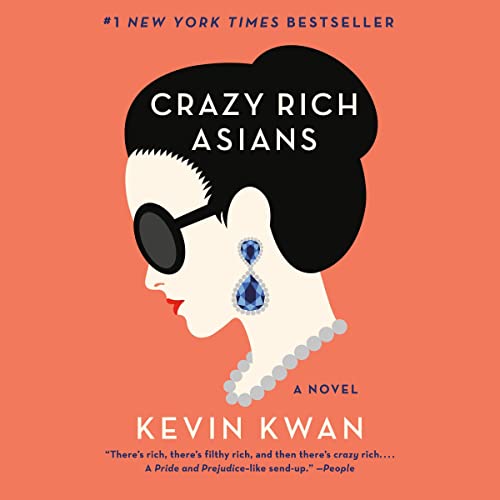 #1 NEW YORK TIMES BESTSELLER
CRAZY RICH
ASIANS
A NOVEL
KEVIN KWAN
“There’s rich, there’s filthy rich, and then there’s crazy rich....
A Pride and Prejudice–like send-up.” —People